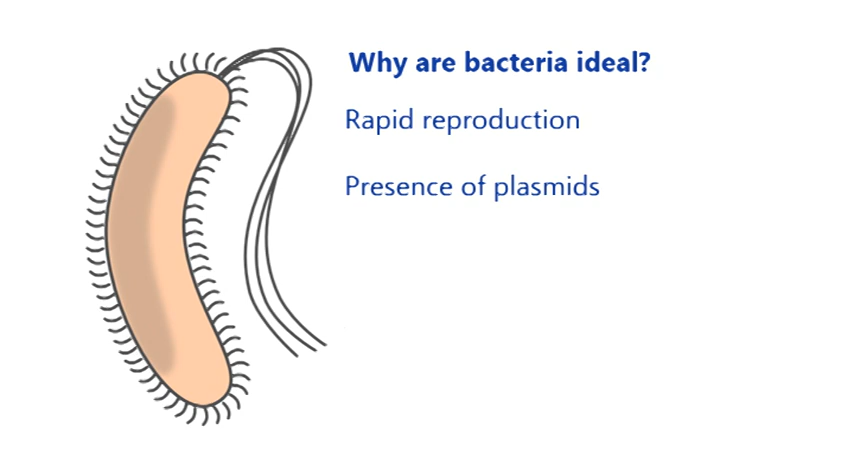 Why are bacteria ideal?
Rapid reproduction
Presence of plasmids